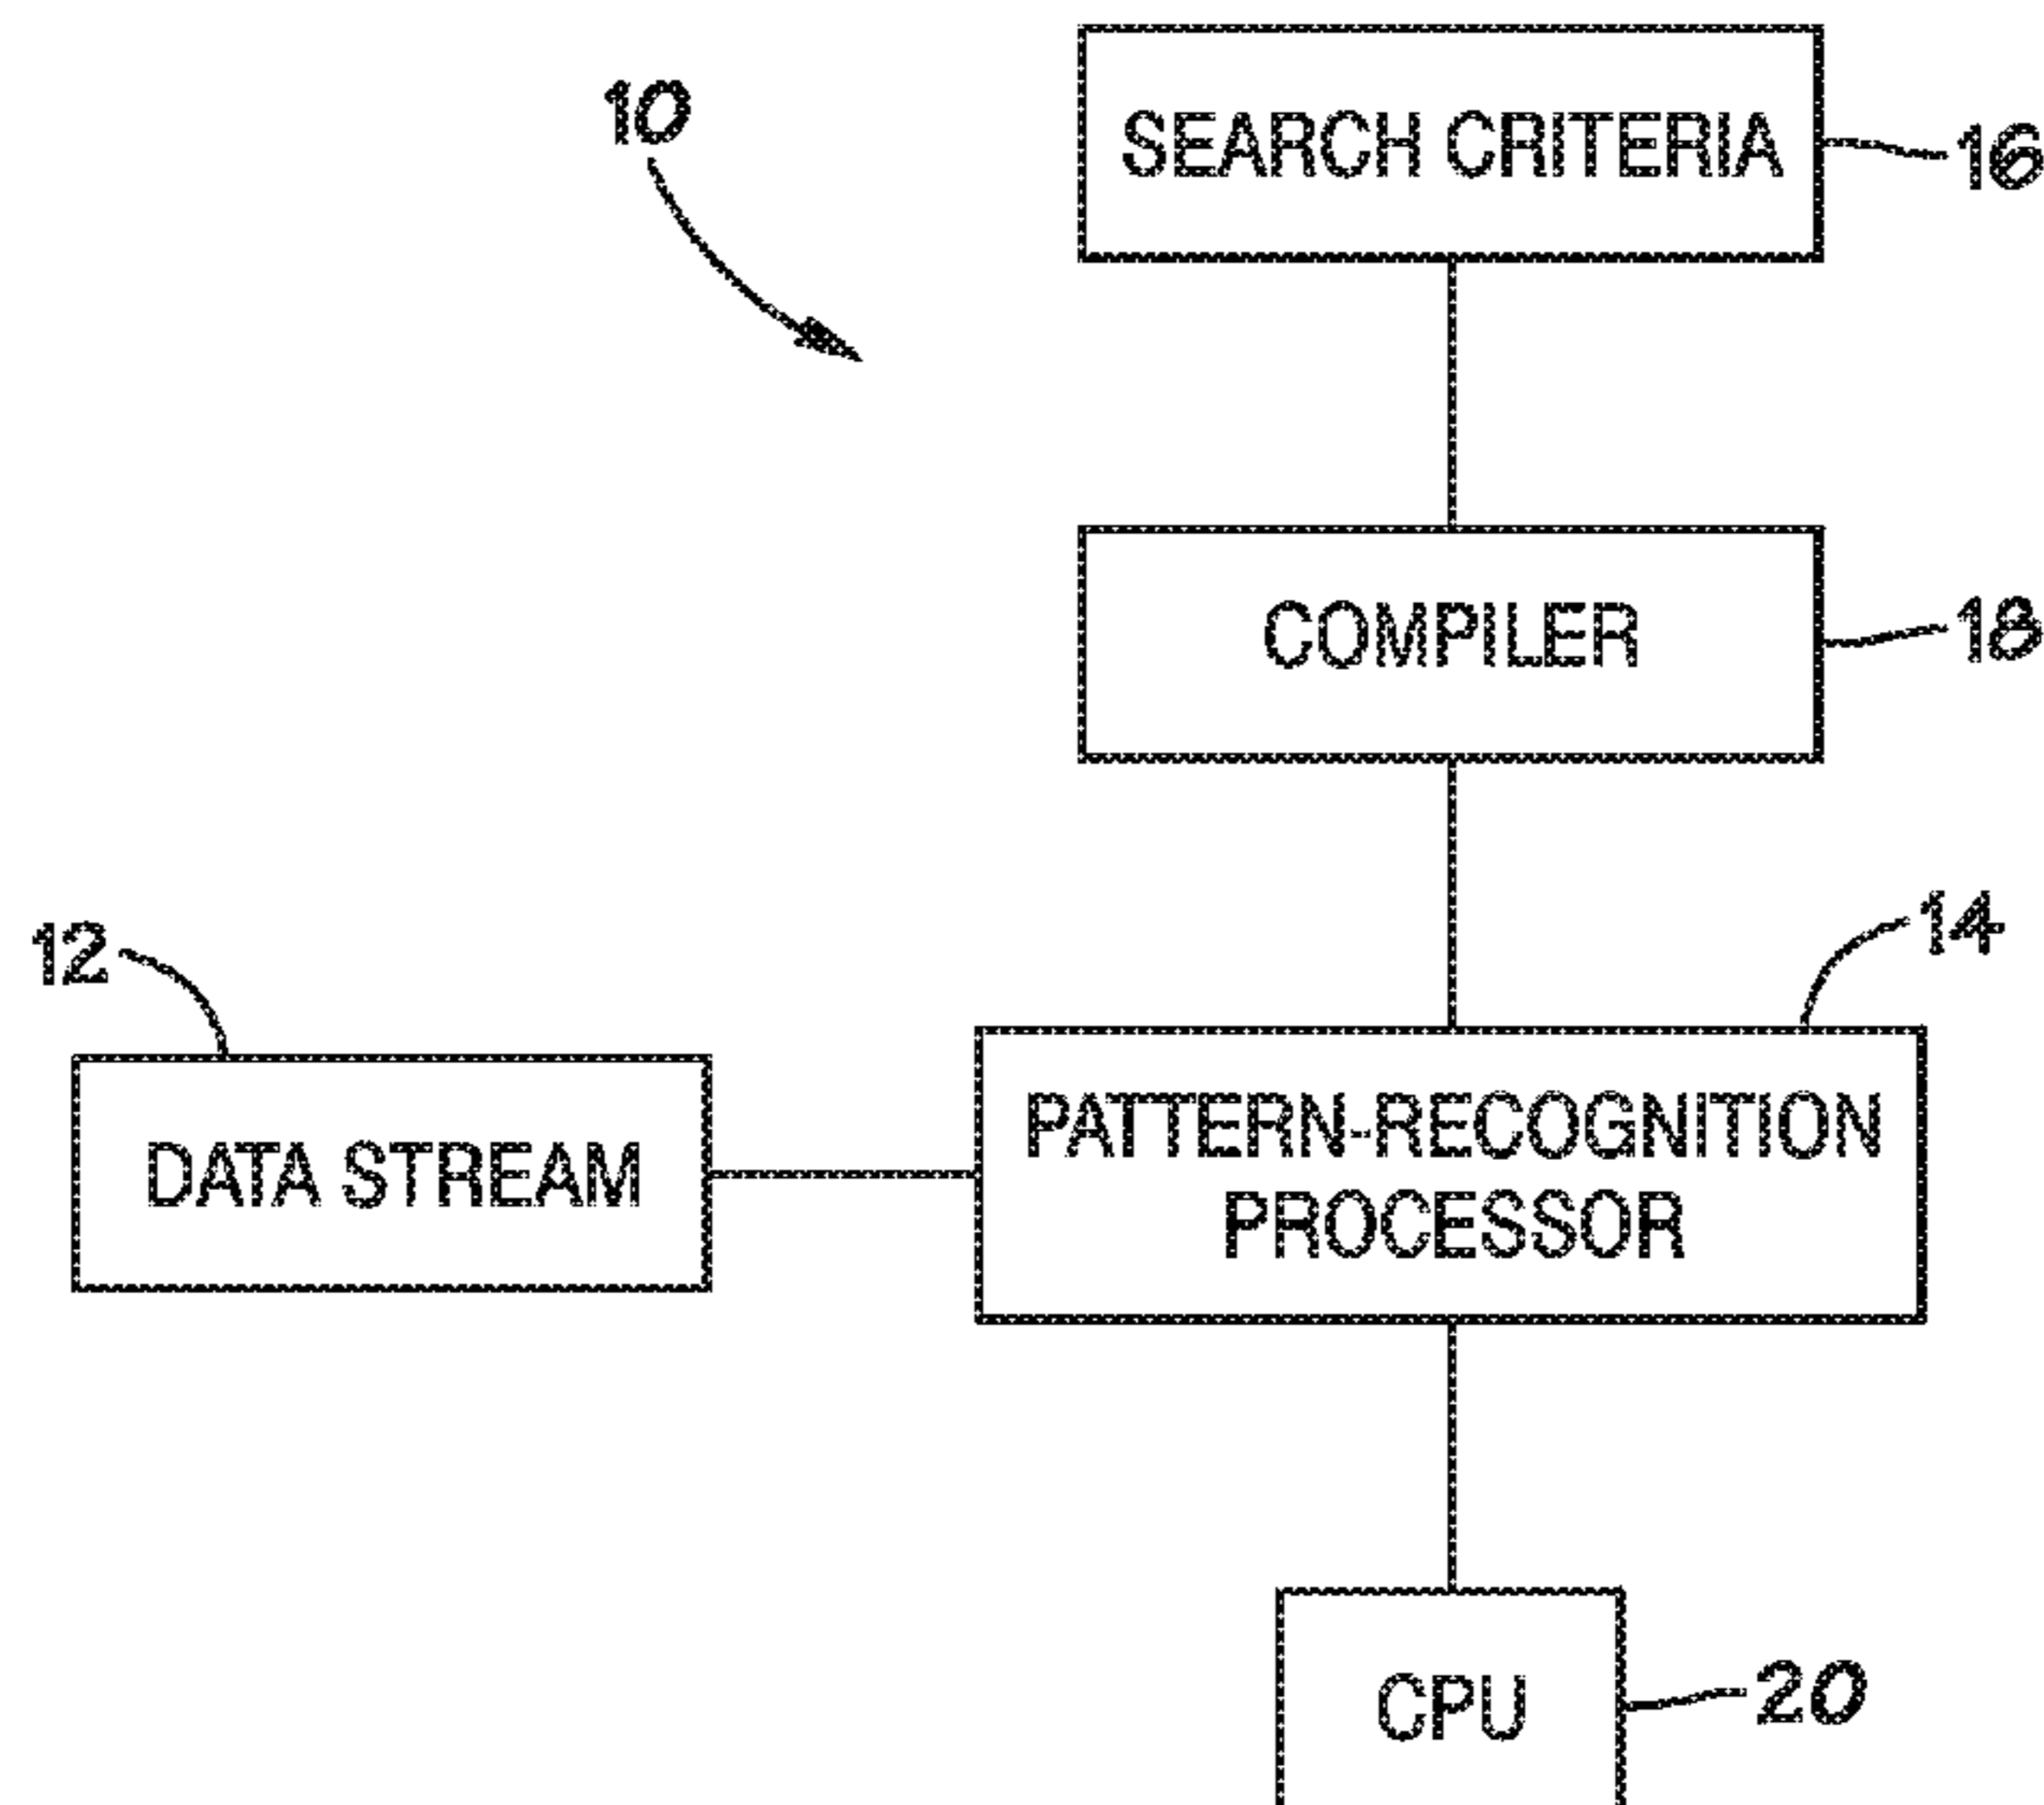 10
SEARCH CRITERIA
16
COMPILER
18
12
14
DATA STREAM
PATTERN-RECOGNITION
PROCESSOR
CPU
20